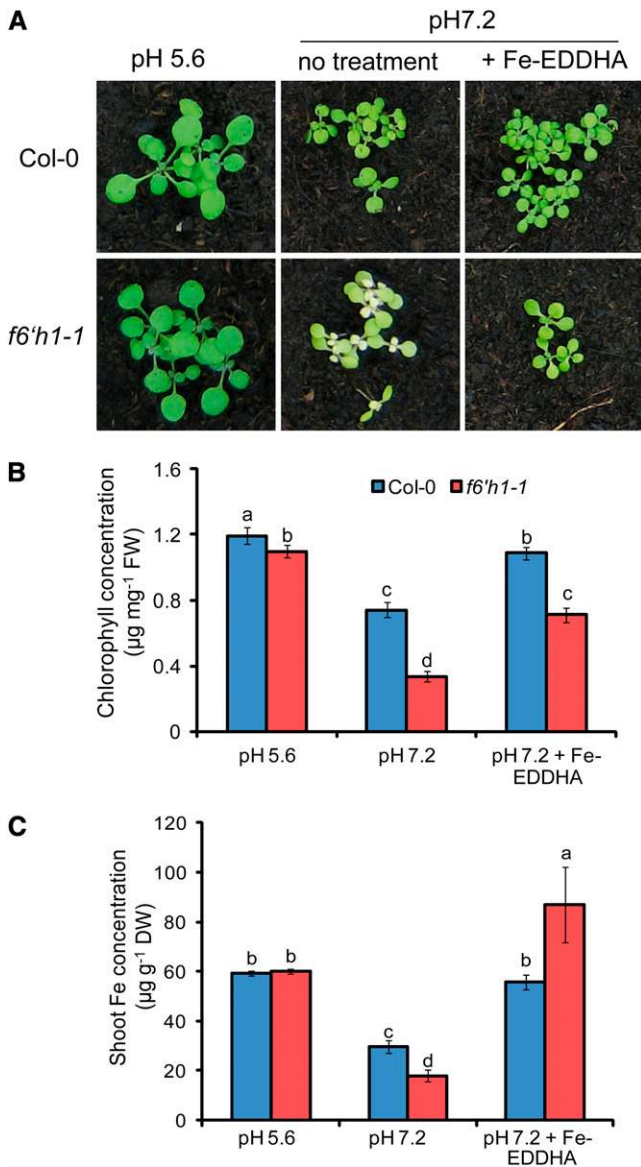 A
pH7.2
pH 5.6 no treatment + Fe-EDDHA
Col-0
f6'h1-1
B
Chlorophyll concentration
(µg mg⁻¹ FW)
1.6
1.2
0.8
0.4
0
Col-0 f6'h1-1
a b c d b c
pH 5.6 pH 7.2 pH 7.2 + Fe-
EDDHA
C
Shoot Fe concentration
(µg g⁻¹ DW)
120
100
80
60
40
20
0
b b c d b a
pH 5.6 pH 7.2 pH 7.2 + Fe-
EDDHA